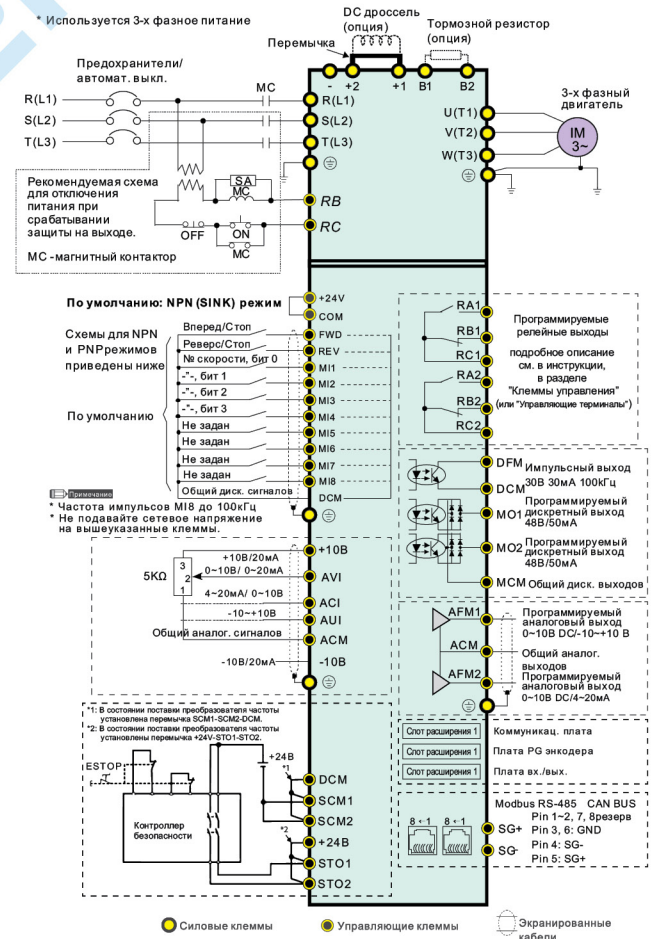 * Используется 3-х фазное питание
DC дроссель
(опция)
Тормозной резистор
(опция)
Перемычка
Предохранители/
автомат. выкл.
3-х фазный
двигатель
- +2 +1 B1 B2
R(L1)
S(L2)
T(L3)
MC
R(L1)
S(L2)
T(L3)
U(T1)
V(T2)
W(T3)
IM
3~
Рекомендуемая схема
для отключения
питания при
срабатывании
защиты на выходе.
MC -магнитный контактор
SA
MC
OFF
ON
MC
RB
RC
По умолчанию: NPN (SINK) режим
+24V
COM
Схемы для NPN
и PNPрежимов
приведены ниже
По умолчанию
Вперед/Стоп
FWD
Реверс/Стоп
REV
№ скорости, бит 0
MI1
-"-, бит 1
MI2
-"-, бит 2
MI3
-"-, бит 3
MI4
Не задан
MI5
Не задан
MI6
Не задан
MI7
Не задан
MI8
Общий диск. сигналов
DCM
Примечание
* Частота импульсов MI8 до 100кГц
* Не подавайте сетевое напряжение
на вышеуказанные клеммы.
RA1
RB1
RC1
RA2
RB2
RC2
Программируемые
релейные выходы
подробное описание
см. в инструкции,
в разделе
"Клеммы управления"
(или "Управляющие терминалы")
DFM
Импульсный выход
30В 30мА 100кГц
DCM
MO1
Программируемый
дискретный выход
48В/50мА
MO2
Программируемый
дискретный выход
48В/50мА
MCM Общий диск. выходов
5KΩ
3
2
1
+10В/20мА
+10В
0~10В/ 0~20мА
AVI
4~20мА/ 0~10В
ACI
-10~+10В
AUI
Общий аналог. сигналов
ACM
-10В/20мА
-10В
AFM1
Программируемый
аналоговый выход
0~10В DC/-10~+10 В
ACM
Общий аналог.
выходов
AFM2
Программируемый
аналоговый выход
0~10В DC/4~20мА
Слот расширения 1
Коммуникац. плата
Слот расширения 1
Плата PG энкодера
Слот расширения 1
Плата вх./вых.
*1: В состоянии поставки преобразователя частоты
установлена перемычка SCM1-SCM2-DCM.
*2: В состоянии поставки преобразователя частоты
установлены перемычка +24V-STO1-STO2.
ESTOP
Контроллер
безопасности
+24В
*1
DCM
SCM1
SCM2
*2
+24В
STO1
STO2
Modbus RS-485 CAN BUS
8←1
8←1
Pin 1~2, 7, 8резерв
Pin 3, 6: GND
Pin 4: SG-
Pin 5: SG+
SG+
SG-
Силовые клеммы
Управляющие клеммы
Экранированные
кабели